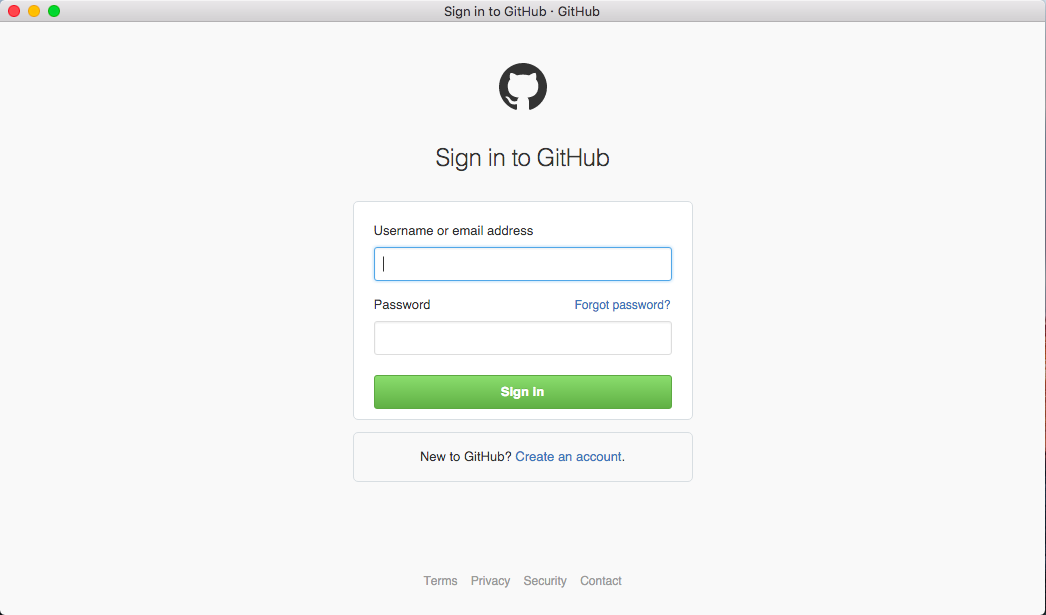 Sign in to GitHub · GitHub
Sign in to GitHub
Username or email address
Password Forgot password?
Sign in
New to GitHub? Create an account.
Terms Privacy Security Contact